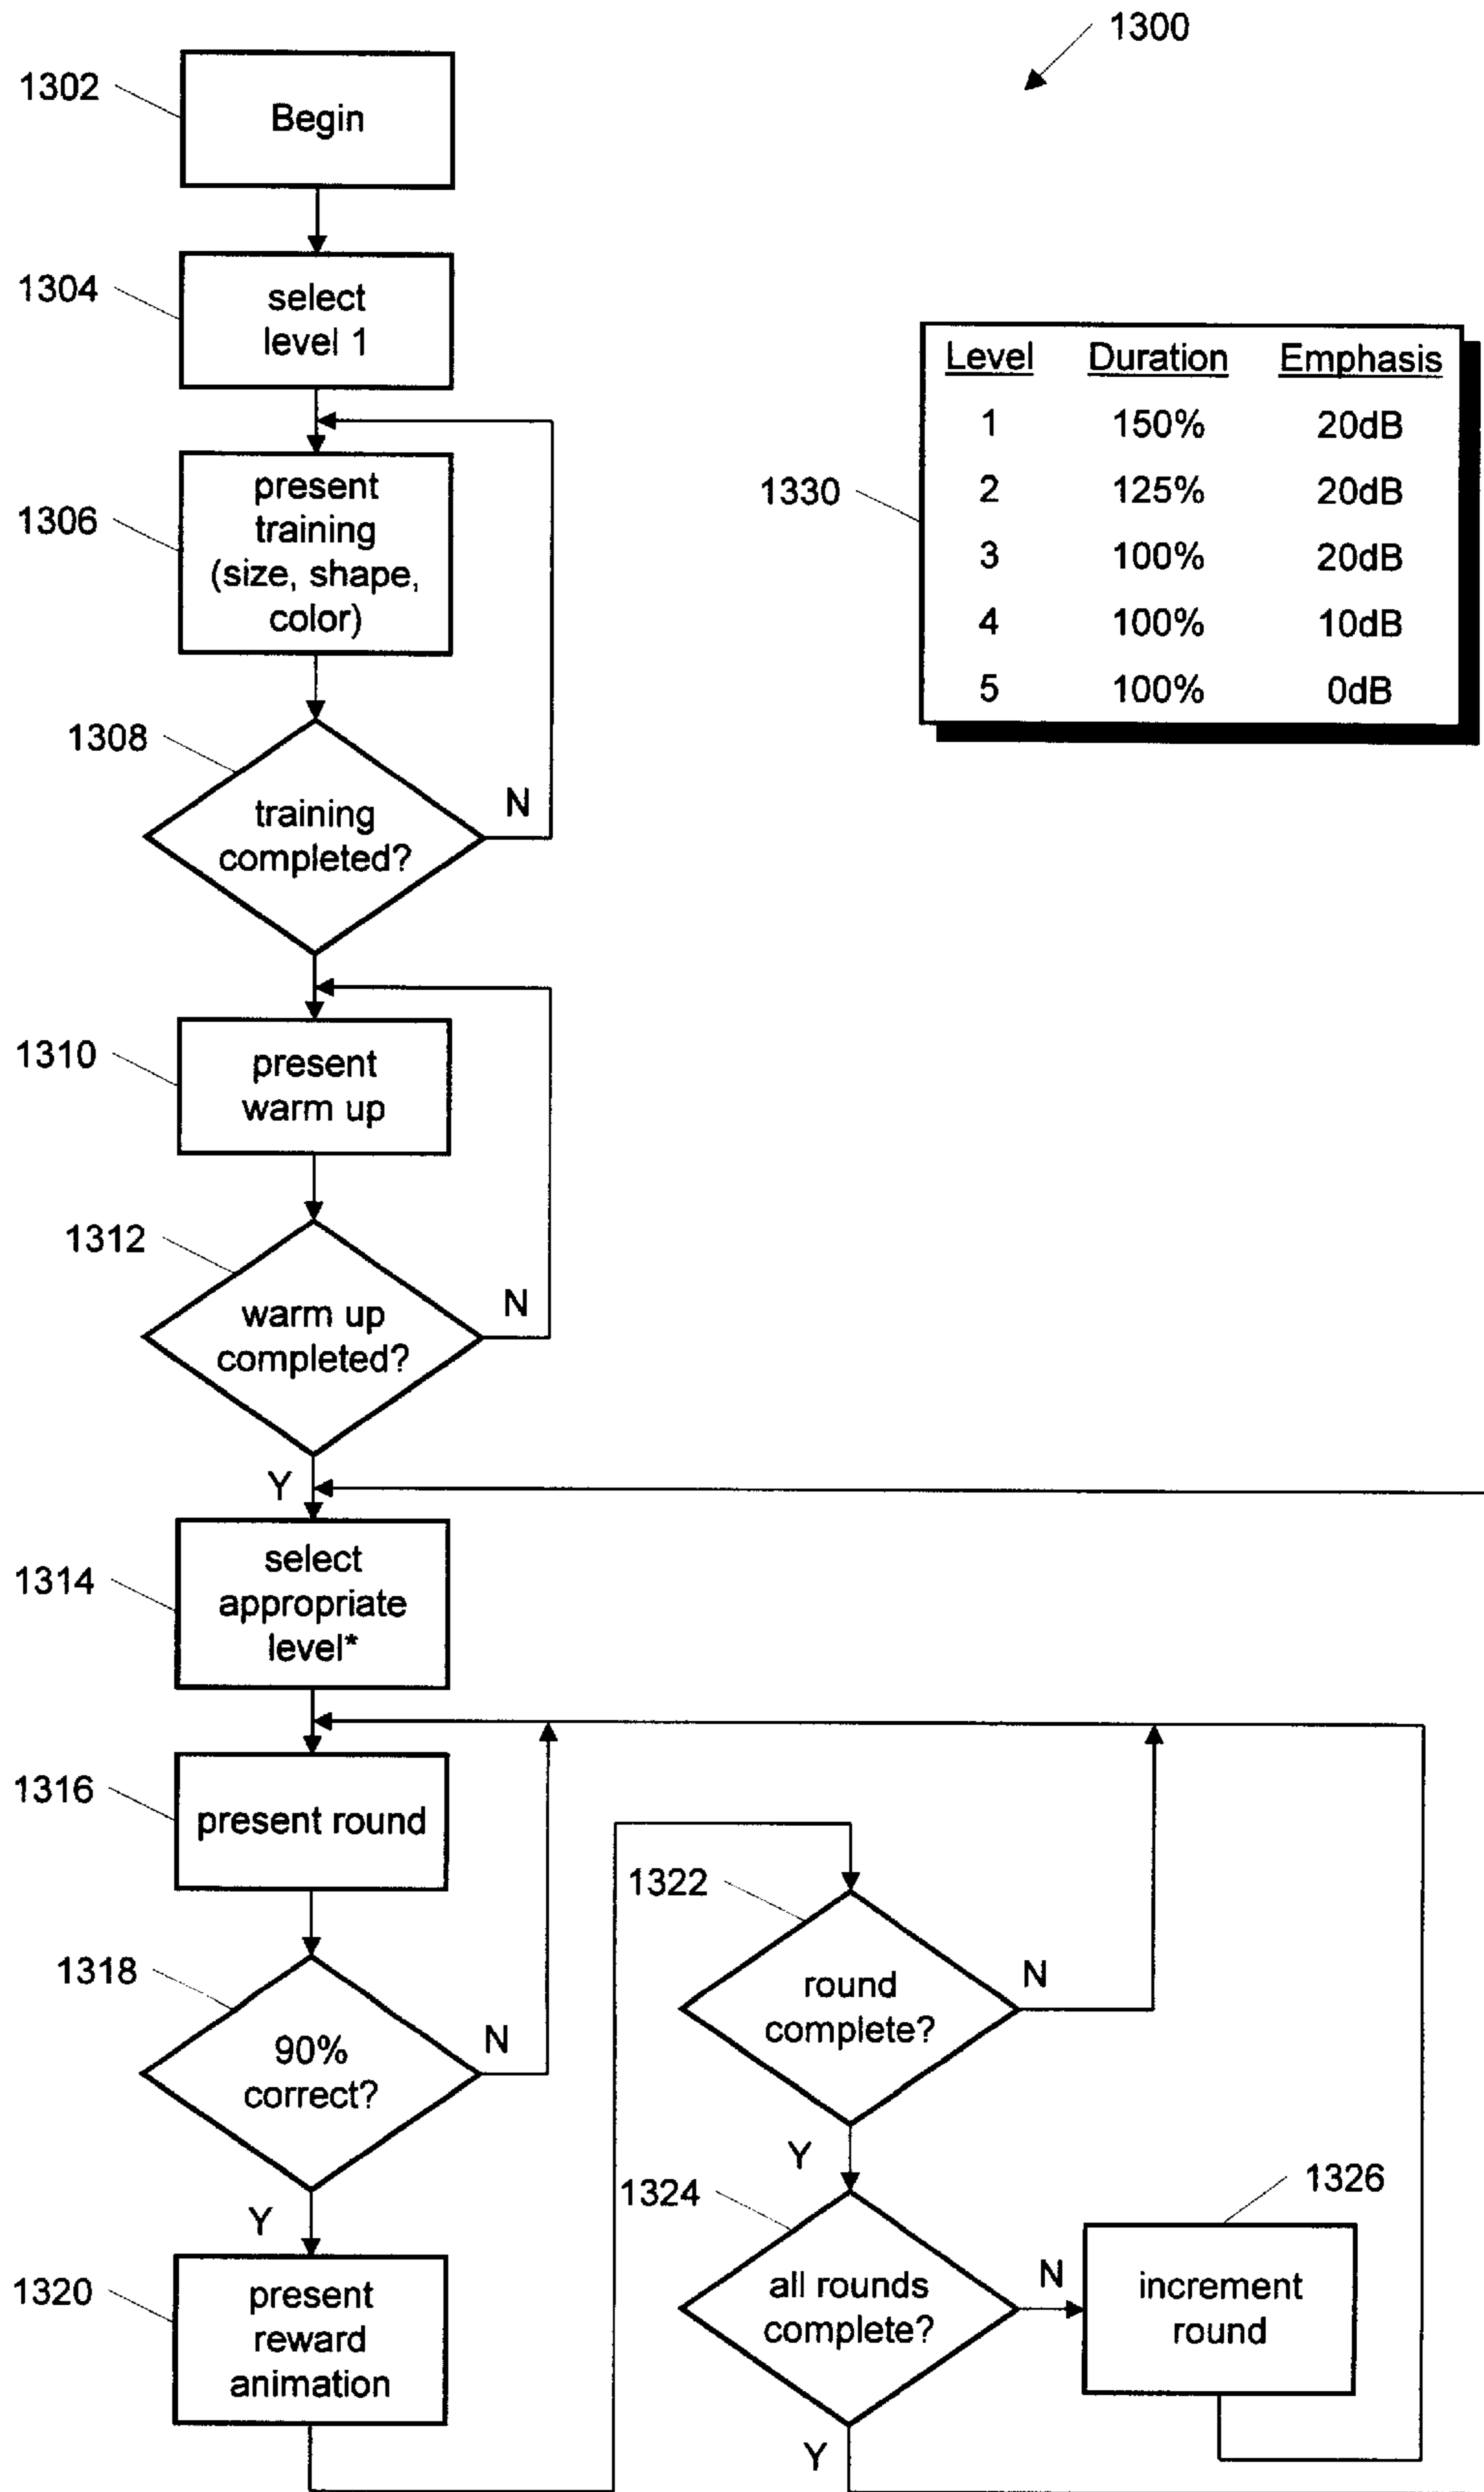 1300
1302
Begin
1304
select
level 1
1306
present
training
(size, shape,
color)
1308
training
completed?
N
1310
present
warm up
1312
warm up
completed?
N
Y
1314
select
appropriate
level*
1316
present round
1318
90%
correct?
N
Y
1320
present
reward
animation
1322
round
complete?
N
Y
1324
all rounds
complete?
N
Y
1326
increment
round
1330
Level Duration Emphasis
1 150% 20dB
2 125% 20dB
3 100% 20dB
4 100% 10dB
5 100% 0dB